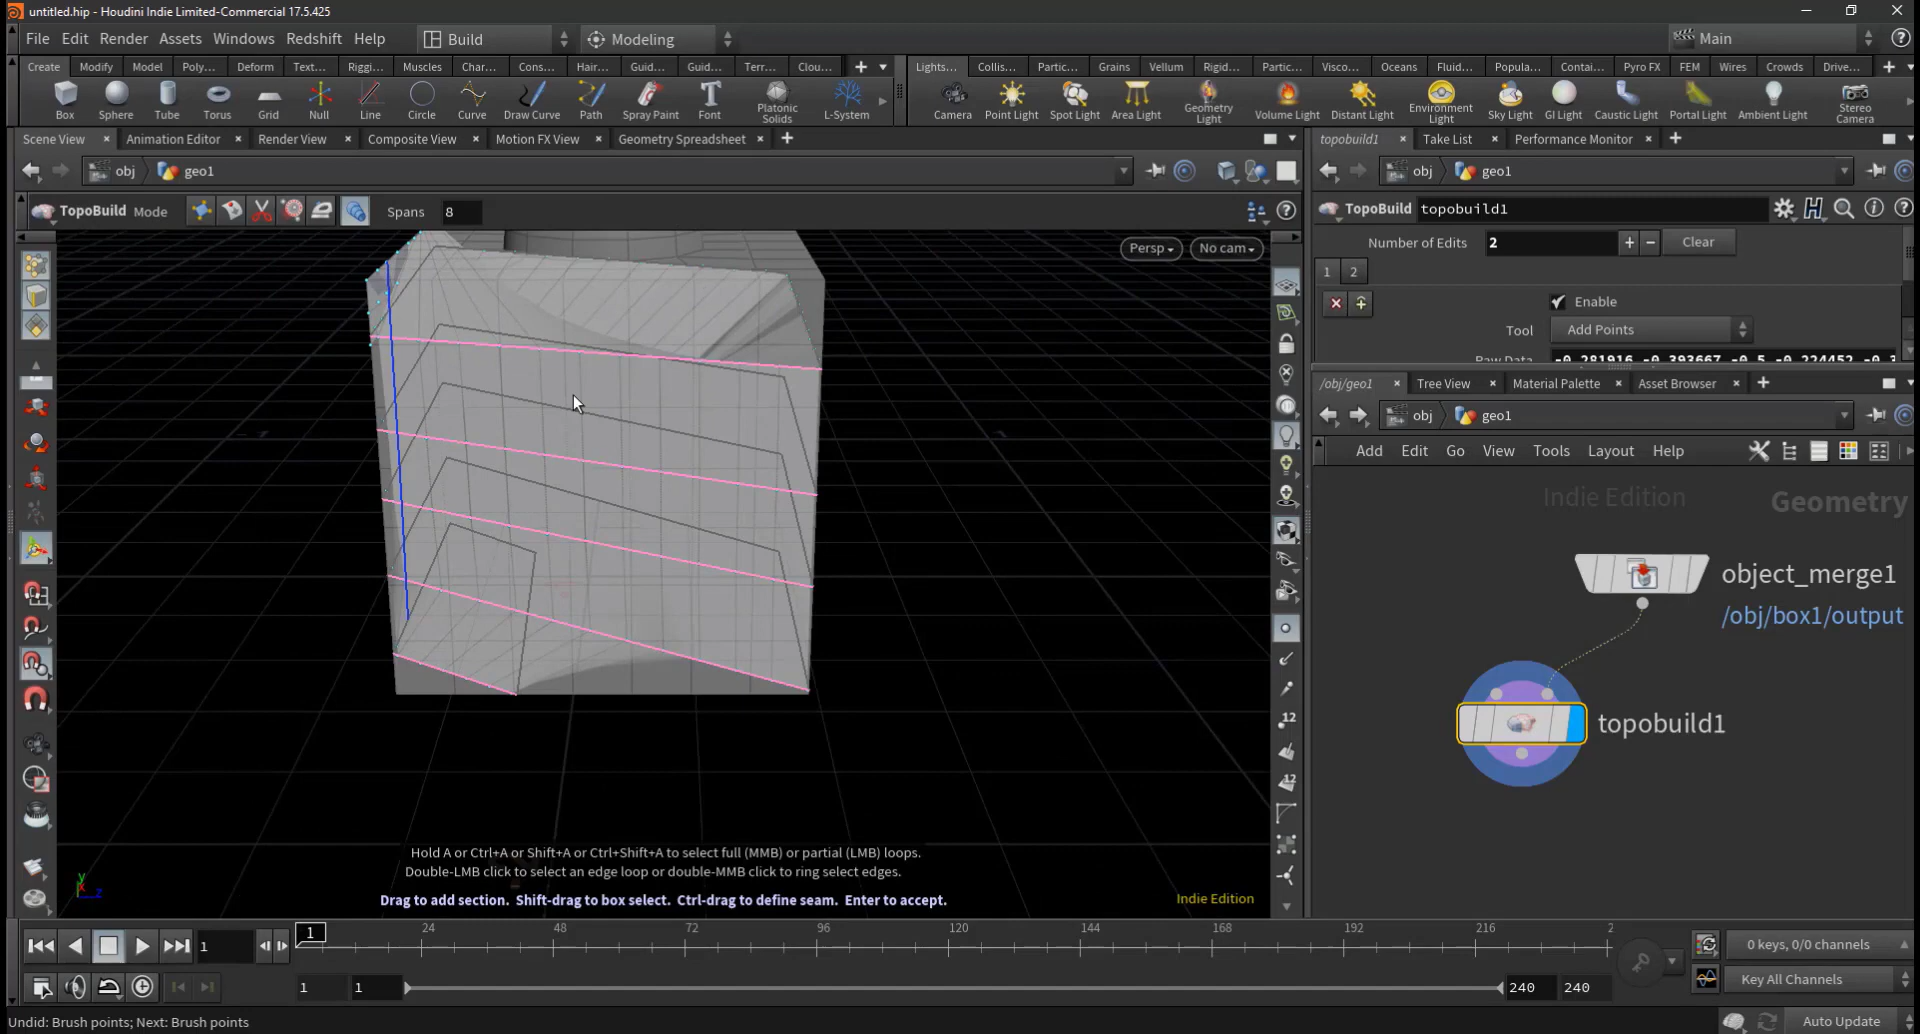 untitled.hip - Houdini Indie Limited-Commercial 17.5.425
File Edit Render Assets Windows Redshift Help Build Modeling Main
Create Modify Model Poly... Deform Text... Riggi... Muscles Char... Cons... Hair... Guid... Guid... Terr... Clou... Lights... Collis... Partic... Grains Vellum Rigid... Partic... Visco... Oceans Fluid... Popula... Contai... Pyro FX FEM Wires Crowds Drive...
Box Sphere Tube Torus Grid Null Line Circle Curve Draw Curve Path Spray Paint Font Platonic Solids L-System Camera Point Light Spot Light Area Light Geometry Light Volume Light Distant Light Environment Light Sky Light GI Light Caustic Light Portal Light Ambient Light Stereo Camera
Scene View Animation Editor Render View Composite View Motion FX View Geometry Spreadsheet
topobuild1 Take List Performance Monitor
obj geo1
obj geo1
TopoBuild Mode Spans 8
TopoBuild topobuild1
Persp No cam
Number of Edits 2 Clear
1 2
Enable
Tool Add Points
Raw Data
/obj/geo1 Tree View Material Palette Asset Browser
obj geo1
Add Edit Go View Tools Layout Help
Indie Edition Geometry
object_merge1
/obj/box1/output
topobuild1
12
12
y
x
z
Hold A or Ctrl+A or Shift+A or Ctrl+Shift+A to select full (MMB) or partial (LMB) loops.
Double-LMB click to select an edge loop or double-MMB click to ring select edges.
Drag to add section. Shift-drag to box select. Ctrl-drag to define seam. Enter to accept.
Indie Edition
1 1 24 48 72 96 120 144 168 192 216 2
0 keys, 0/0 channels
1 1 240 240
Key All Channels
Undid: Brush points; Next: Brush points
Auto Update